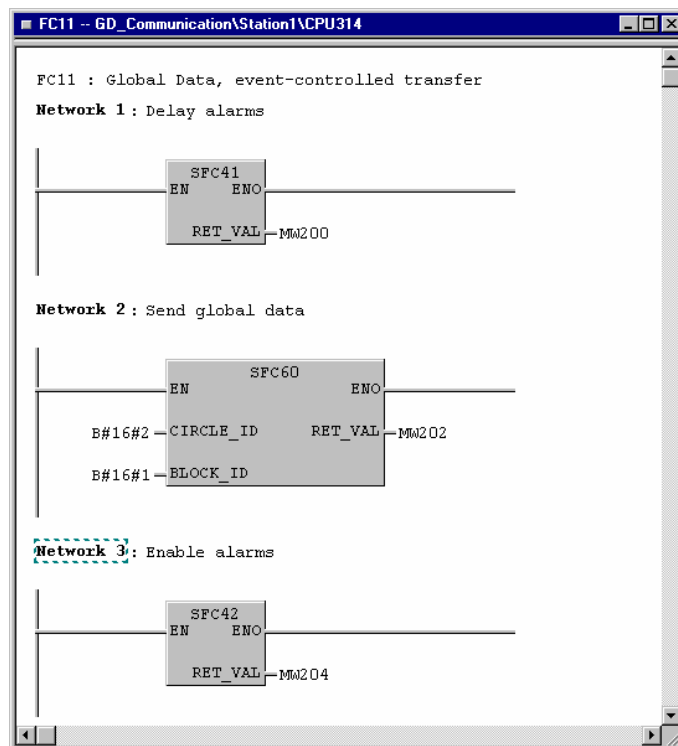 FC11 -- GD_Communication\Station1\CPU314
FC11 : Global Data, event-controlled transfer
Network 1 : Delay alarms
SFC41
EN ENO
RET_VAL MW200
Network 2 : Send global data
SFC60
EN ENO
B#16#2 CIRCLE_ID RET_VAL MW202
B#16#1 BLOCK_ID
Network 3 : Enable alarms
SFC42
EN ENO
RET_VAL MW204